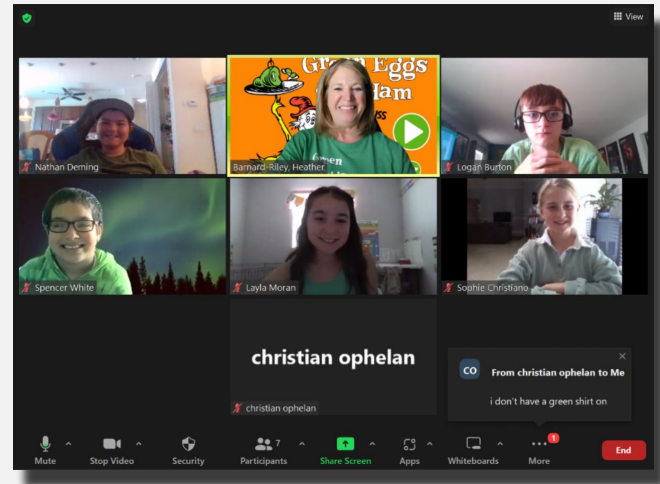 View
Green Eggs
Ham
Green
Nathan Deming
Barnard-Riley, Heather
Logan Burton
Spencer White
Layla Moran
Sophie Christiano
christian ophelan
christian ophelan
CO
From christian ophelan to Me
i don't have a green shirt on
7
1
Mute
Stop Video
Security
Participants
Share Screen
Apps
Whiteboards
More
End